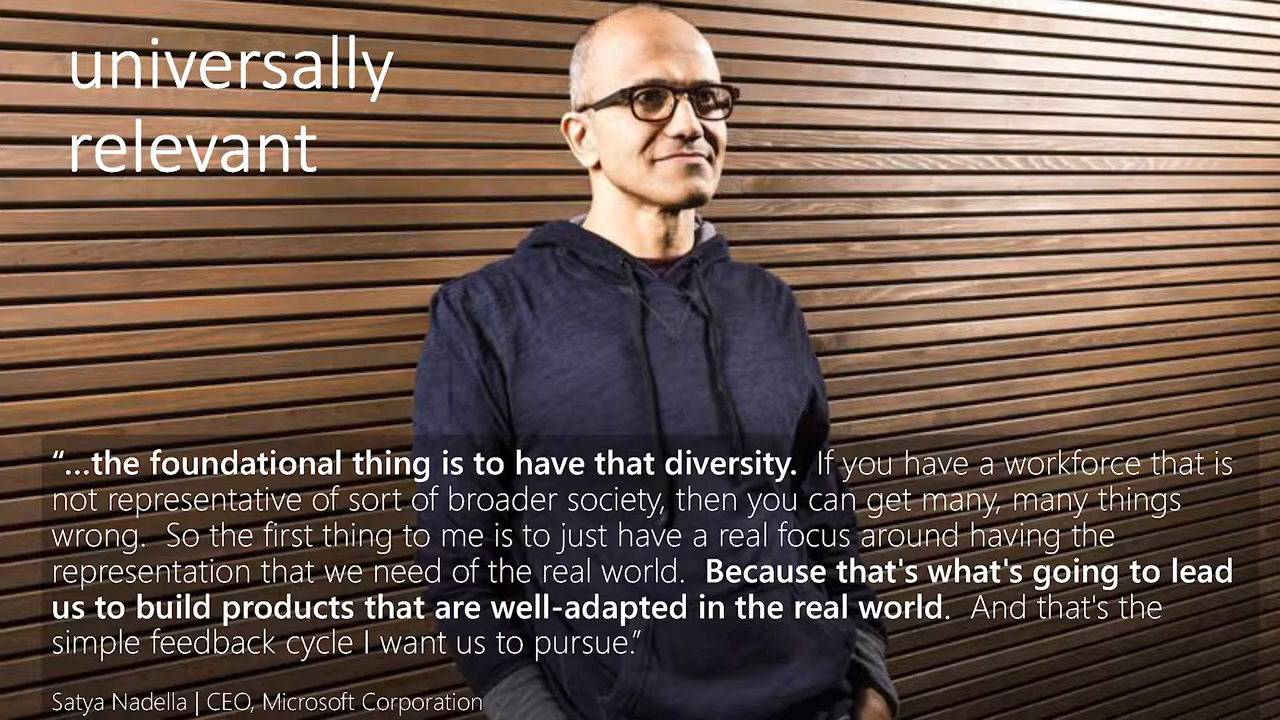 universally
relevant
“...the foundational thing is to have that diversity.  If you have a workforce that is
not representative of sort of broader society, then you can get many, many things
wrong.  So the first thing to me is to just have a real focus around having the
representation that we need of the real world.  Because that's what's going to lead
us to build products that are well-adapted in the real world.  And that's the
simple feedback cycle I want us to pursue.”
Satya Nadella | CEO, Microsoft Corporation